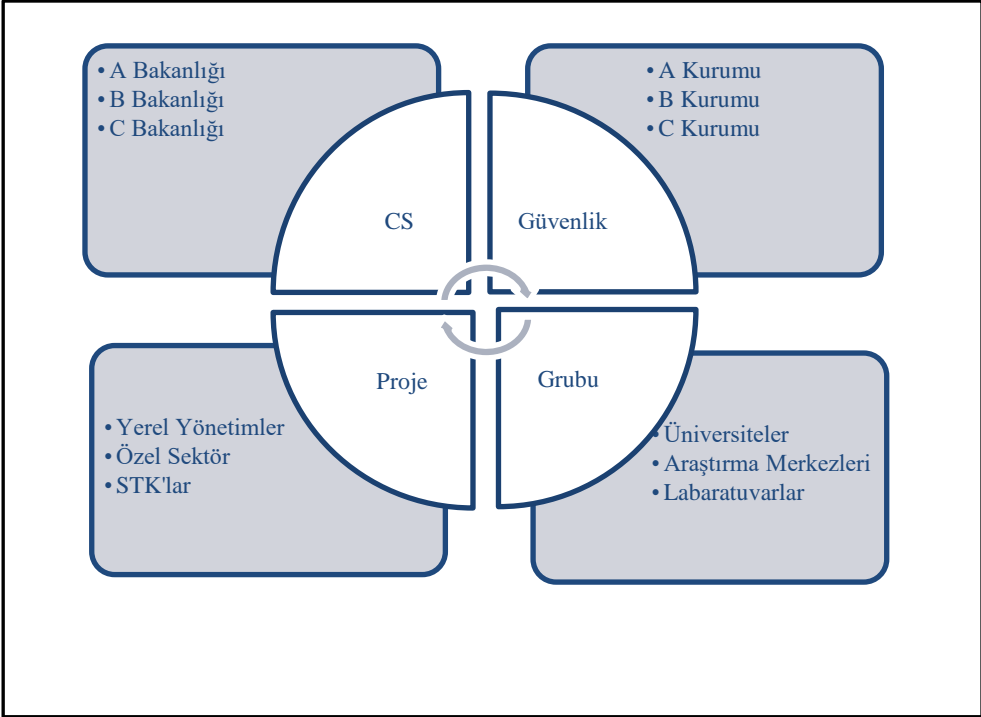 • A Bakanlığı
• B Bakanlığı
• C Bakanlığı
• A Kurumu
• B Kurumu
• C Kurumu
CS
Güvenlik
Proje
Grubu
• Yerel Yönetimler
• Özel Sektör
• STK'lar
• Üniversiteler
• Araştırma Merkezleri
• Labaratuvarlar